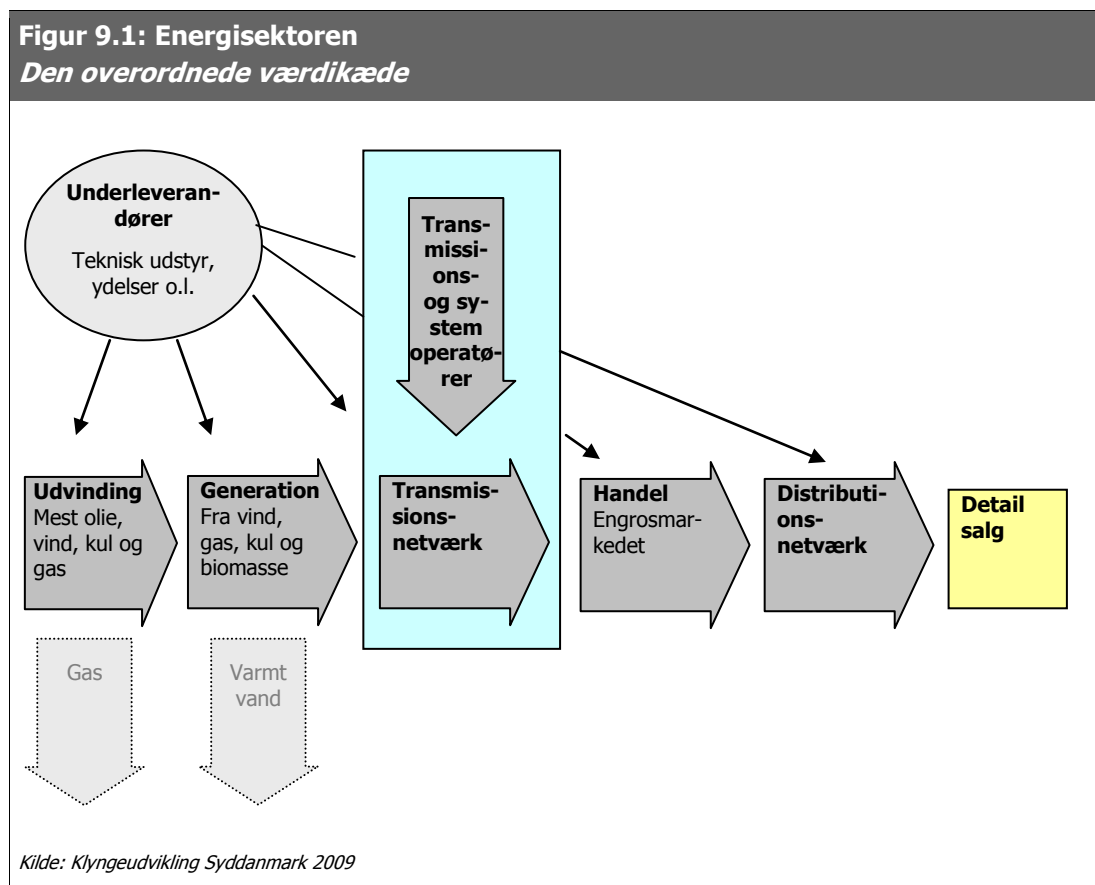 Figur 9.1: Energisektoren
Den overordnede værdikæde
Underleveran-
dører
Teknisk udstyr,
ydelser o.l.
Trans-
missi-
ons-
og sy-
stem
operatø-
rer
Udvinding
Mest olie,
vind, kul og
gas
Generation
Fra vind,
gas, kul og
biomasse
Transmis-
sions-
netværk
Handel
Engrosmar-
kedet
Distributi-
ons-
netværk
Detail
salg
Gas
Varmt
vand
Kilde: Klyngeudvikling Syddanmark 2009